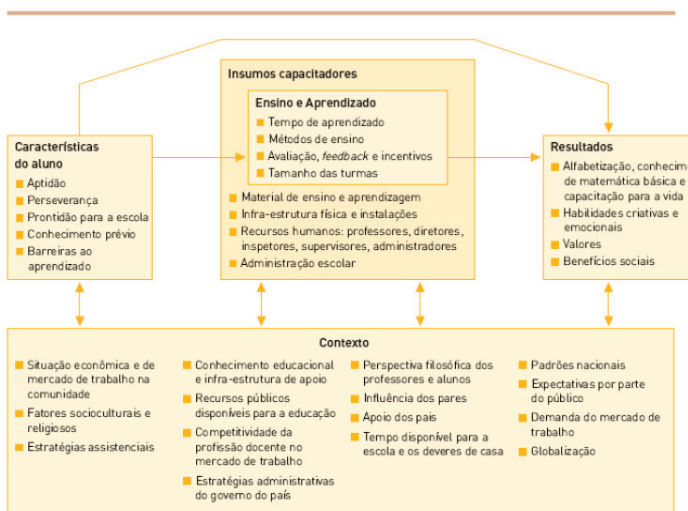 Insumos capacitadores
Ensino e Aprendizado
Tempo de aprendizado
Métodos de ensino
Avaliação, feedback e incentivos
Tamanho das turmas
Material de ensino e aprendizagem
Infra-estrutura física e instalações
Recursos humanos: professores, diretores,
inspetores, supervisores, administradores
Administração escolar
Características
do aluno
Aptidão
Perseverança
Prontidão para a escola
Conhecimento prévio
Barreiras ao
aprendizado
Resultados
Alfabetização, conhecim
de matemática básica e
capacitação para a vida
Habilidades criativas e
emocionais
Valores
Benefícios sociais
Contexto
Situação econômica e de
mercado de trabalho na
comunidade
Fatores socioculturais e
religiosos
Estratégias assistenciais
Conhecimento educacional
e infra-estrutura de apoio
Recursos públicos
disponíveis para a educação
Competitividade da
profissão docente no
mercado de trabalho
Estratégias administrativas
do governo do país
Perspectiva filosófica dos
professores e alunos
Influência dos pares
Apoio dos pais
Tempo disponível para a
escola e os deveres de casa
Padrões nacionais
Expectativas por parte
do público
Demanda do mercado de
trabalho
Globalização